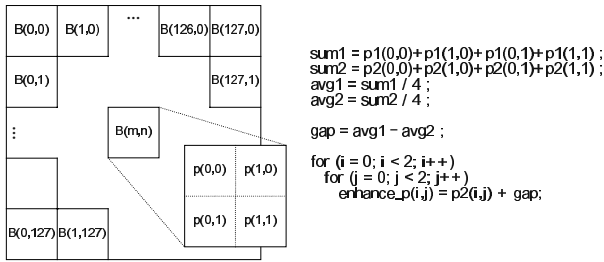 B(0,0) B(1,0) ... B(126,0) B(127,0)
B(0,1) B(127,1)
...
B(m,n)
p(0,0) p(1,0)
p(0,1) p(1,1)
B(0,127) B(1,127)
sum1 = p1(0,0)+ p1(1,0)+ p1(0,1)+ p1(1,1) ;
sum2 = p2(0,0)+ p2(1,0)+ p2(0,1)+ p2(1,1) ;
avg1 = sum1 / 4 ;
avg2 = sum2 / 4 ;
gap = avg1 – avg2 ;
for (i = 0; i < 2; i++)
for (j = 0; j < 2; j++)
enhance_p(i,j) = p2(i,j) + gap;